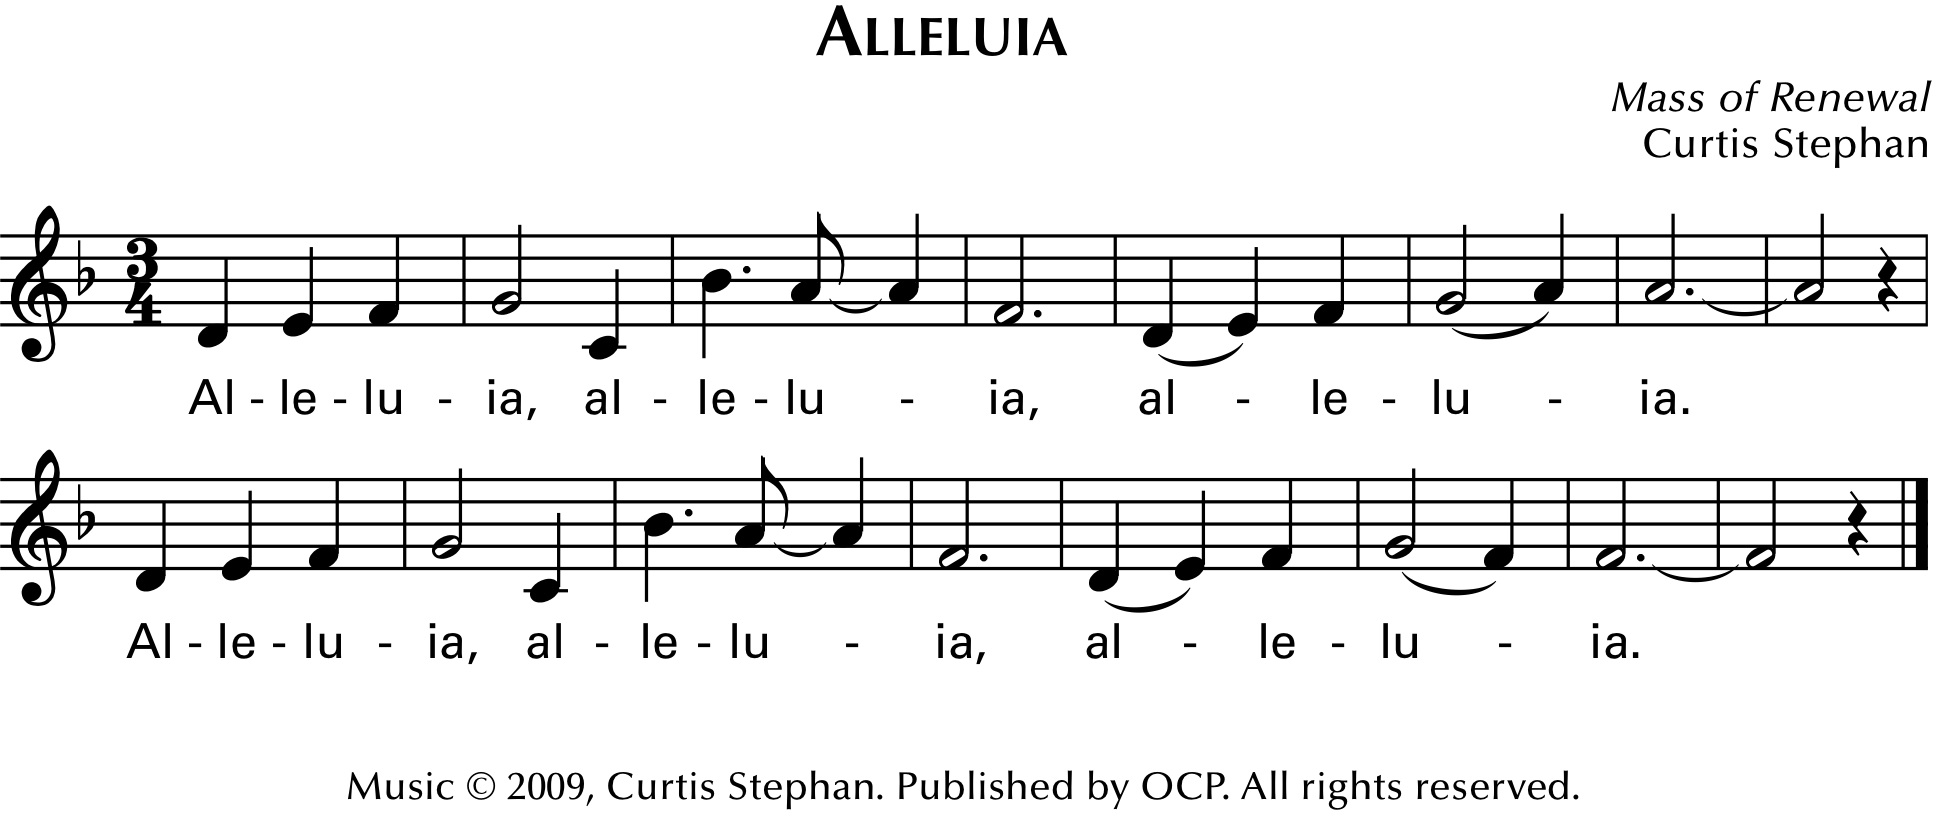 ALLELUIA
Mass of Renewal
Curtis Stephan
3
4
Al - le - lu - ia, al - le - lu - ia, al - le - lu - ia.
Al - le - lu - ia, al - le - lu - ia, al - le - lu - ia.
Music © 2009, Curtis Stephan. Published by OCP. All rights reserved.